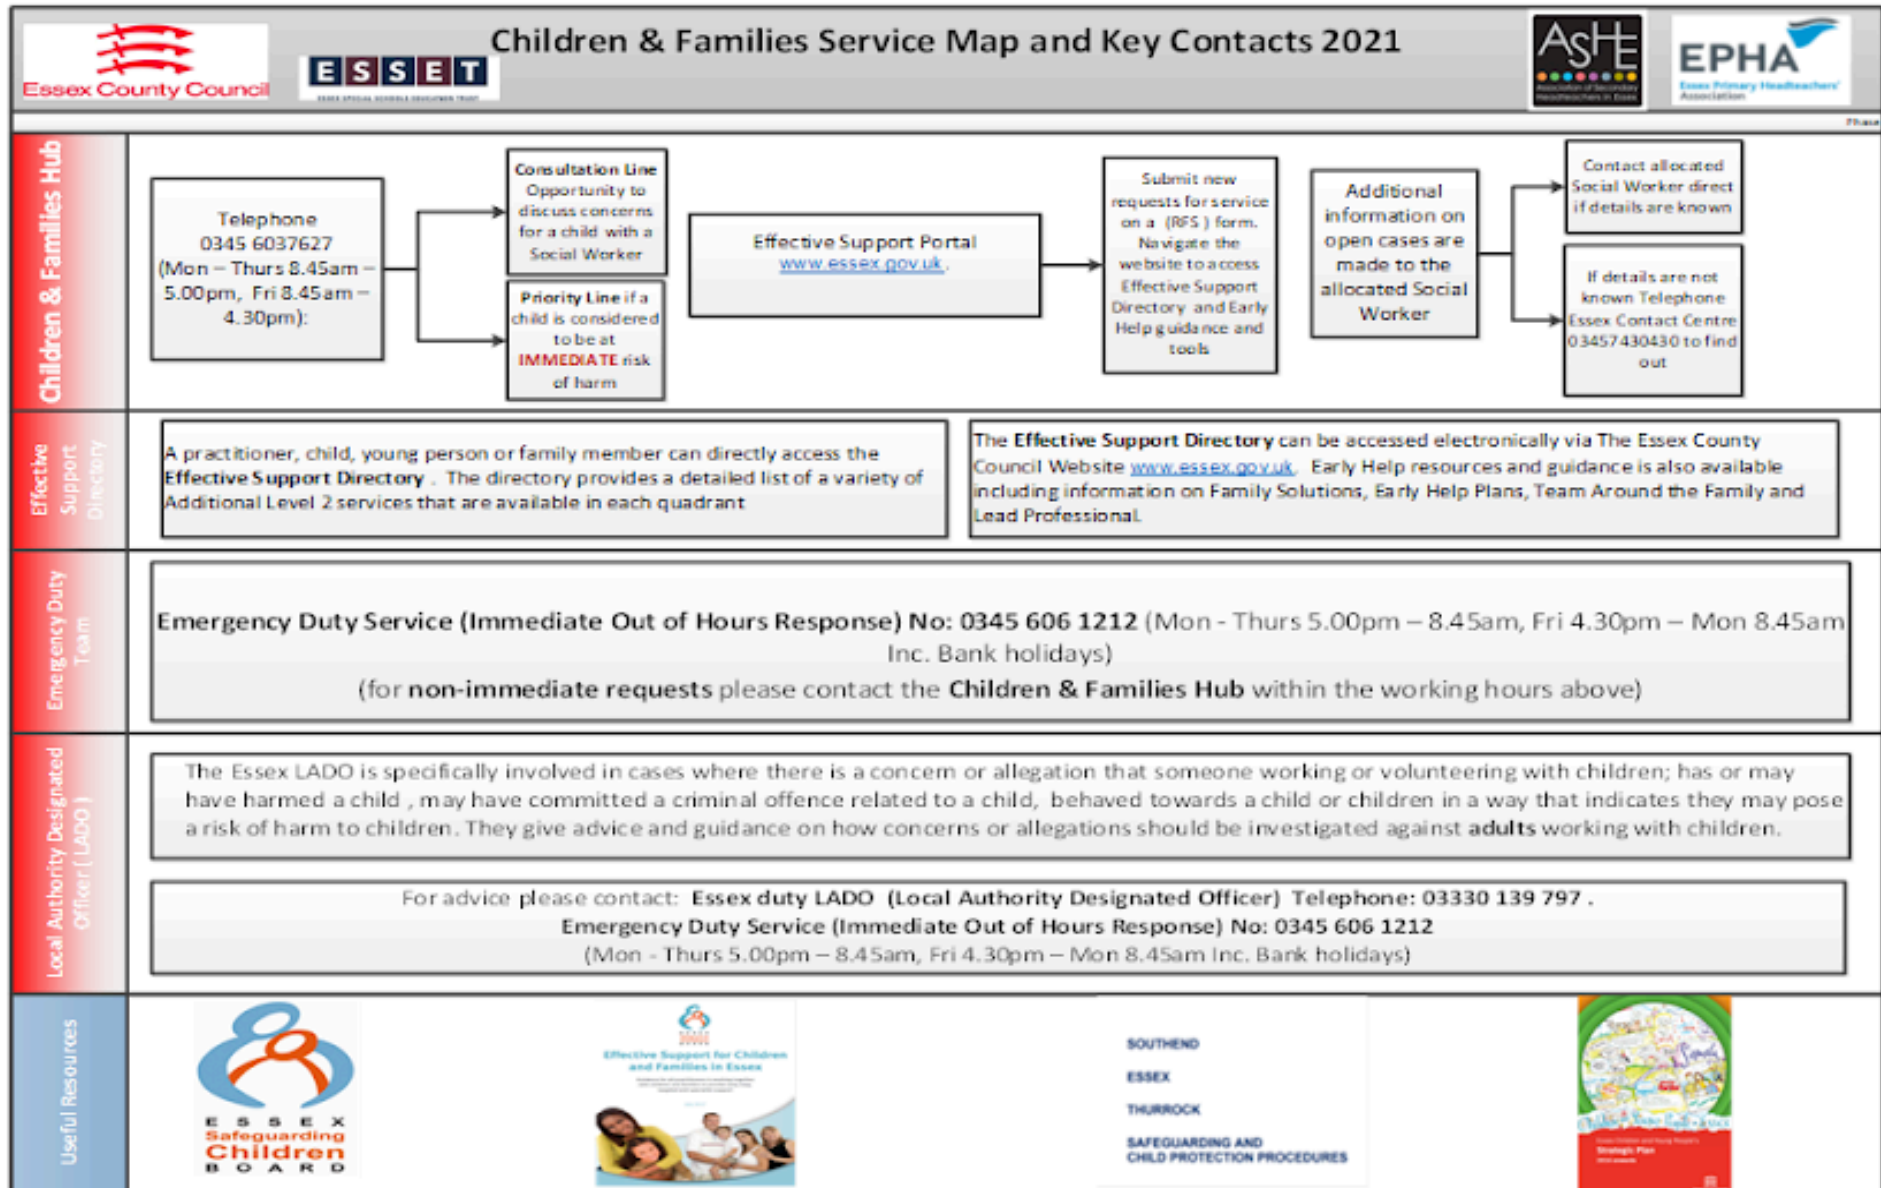 Children & Families Service Map and Key Contacts 2021
Essex County Council
ESSET
ASHE
Association of Secondary
Headteachers in Essex
EPHA
Essex Primary Headteachers'
Association
Phase
Children & Families Hub
Telephone
0345 6037627
(Mon – Thurs 8.45am –
5.00pm, Fri 8.45am –
4.30pm):
Consultation Line
Opportunity to
discuss concerns
for a child with a
Social Worker
Priority Line if a
child is considered
to be at
IMMEDIATE risk
of harm
Effective Support Portal
www.essex.gov.uk.
Submit new
requests for service
on a (RFS ) form.
Navigate the
website to access
Effective Support
Directory and Early
Help guidance and
tools
Additional
information on
open cases are
made to the
allocated Social
Worker
Contact allocated
Social Worker direct
if details are known
If details are not
known Telephone
Essex Contact Centre
03457430430 to find
out
Effective
Support
Directory
A practitioner, child, young person or family member can directly access the
Effective Support Directory . The directory provides a detailed list of a variety of
Additional Level 2 services that are available in each quadrant
The Effective Support Directory can be accessed electronically via The Essex County
Council Website www.essex.gov.uk. Early Help resources and guidance is also available
including information on Family Solutions, Early Help Plans, Team Around the Family and
Lead Professional.
Emergency Duty
Team
Emergency Duty Service (Immediate Out of Hours Response) No: 0345 606 1212 (Mon - Thurs 5.00pm – 8.45am, Fri 4.30pm – Mon 8.45am
Inc. Bank holidays)
(for non-immediate requests please contact the Children & Families Hub within the working hours above)
Local Authority Designated
Officer ( LADO )
The Essex LADO is specifically involved in cases where there is a concern or allegation that someone working or volunteering with children; has or may
have harmed a child , may have committed a criminal offence related to a child, behaved towards a child or children in a way that indicates they may pose
a risk of harm to children. They give advice and guidance on how concerns or allegations should be investigated against adults working with children.
For advice please contact: Essex duty LADO (Local Authority Designated Officer) Telephone: 03330 139 797 .
Emergency Duty Service (Immediate Out of Hours Response) No: 0345 606 1212
(Mon - Thurs 5.00pm – 8.45am, Fri 4.30pm – Mon 8.45am Inc. Bank holidays)
Useful Resources
ESSEX
Safeguarding
Children
BOARD
Effective Support for Children
and Families in Essex
SOUTHEND
ESSEX
THURROCK
SAFEGUARDING AND
CHILD PROTECTION PROCEDURES
Essex Children and Young People's
Strategic Plan